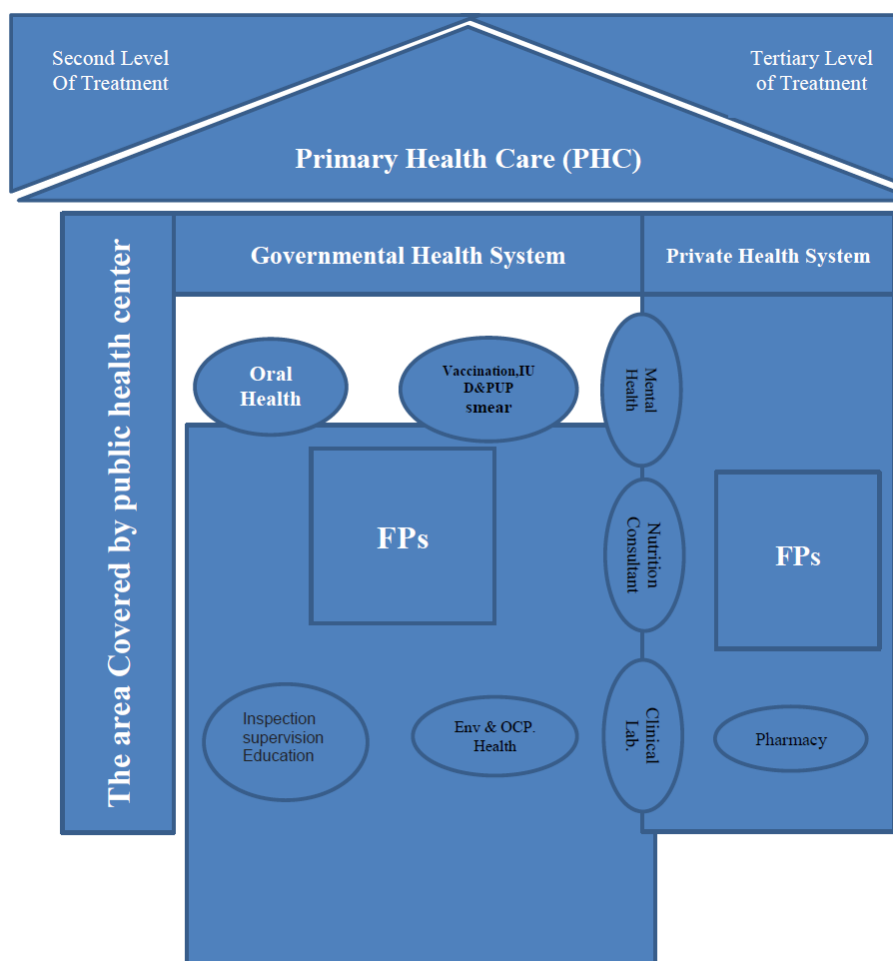 Second Level
Of Treatment
Tertiary Level
of Treatment
Primary Health Care (PHC)
The area Covered by public health center
Governmental Health System
Private Health System
Oral
Health
Vaccination,IU
D&PUP
smear
Mental
Health
FPs
Nutrition
Consultant
FPs
Inspection
supervision
Education
Env & OCP.
Health
Clinical
Lab.
Pharmacy